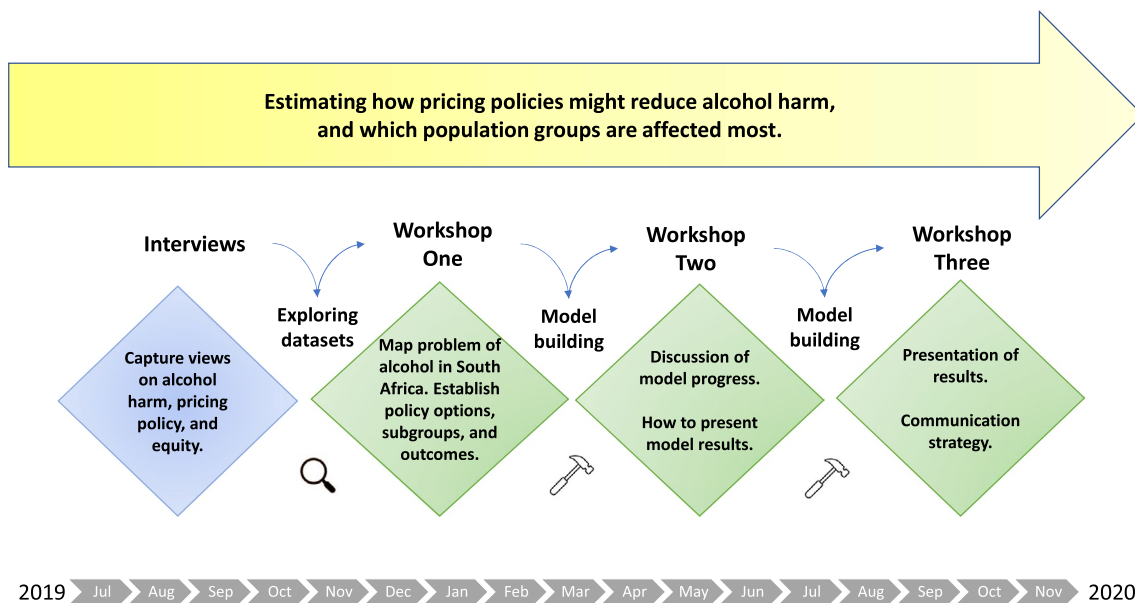 Estimating how pricing policies might reduce alcohol harm,
and which population groups are affected most.
Interviews
Capture views
on alcohol
harm, pricing
policy, and
equity.
Exploring
datasets
Workshop
One
Map problem of
alcohol in South
Africa. Establish
policy options,
subgroups, and
outcomes.
Model
building
Workshop
Two
Discussion of
model progress.
How to present
model results.
Model
building
Workshop
Three
Presentation of
results.
Communication
strategy.
2019 Jul Aug Sep Oct Nov Dec Jan Feb Mar Apr May Jun Jul Aug Sep Oct Nov 2020